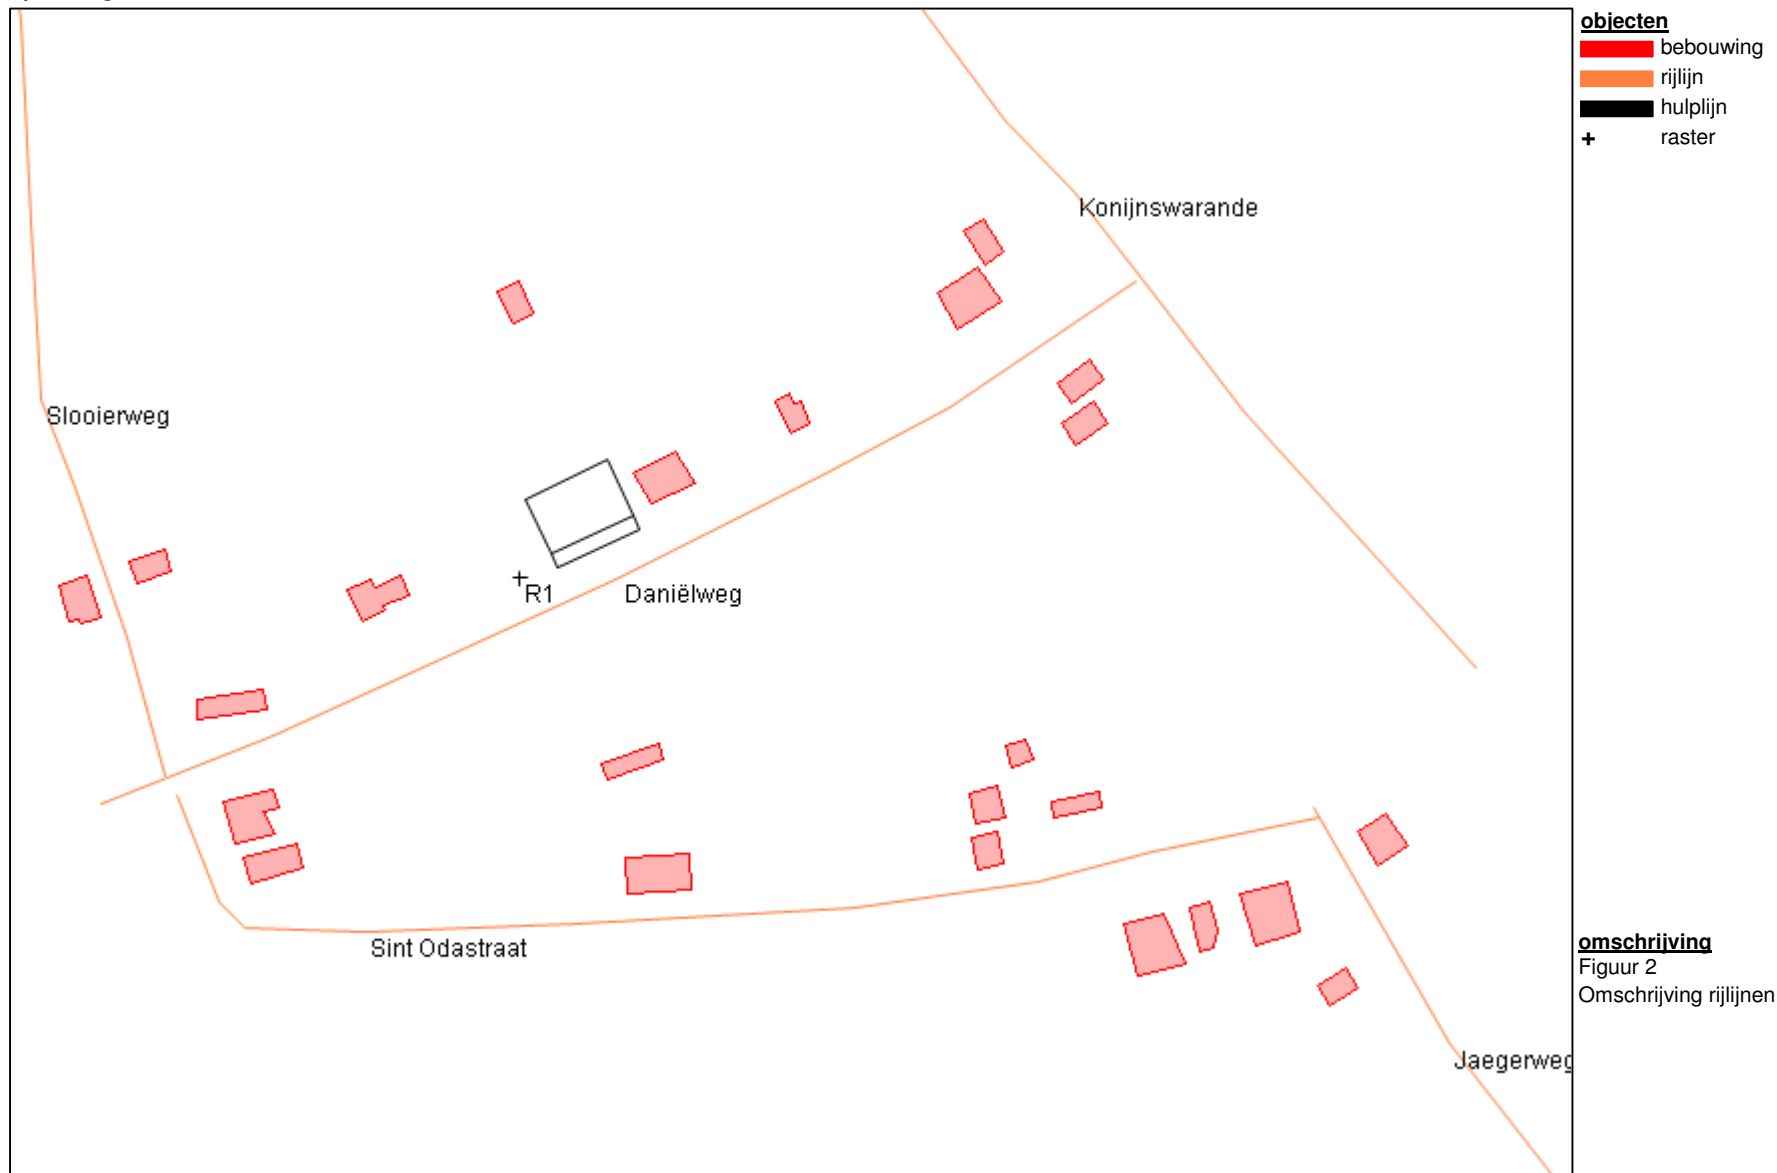 objecten
bebouwing
rijlijn
hulplijn
raster
Konijnswarande
Slooierweg
R1
Daniëlweg
Sint Odastraat
omschrijving
Figuur 2
Omschrijving rijlijnen
Jaegerweg